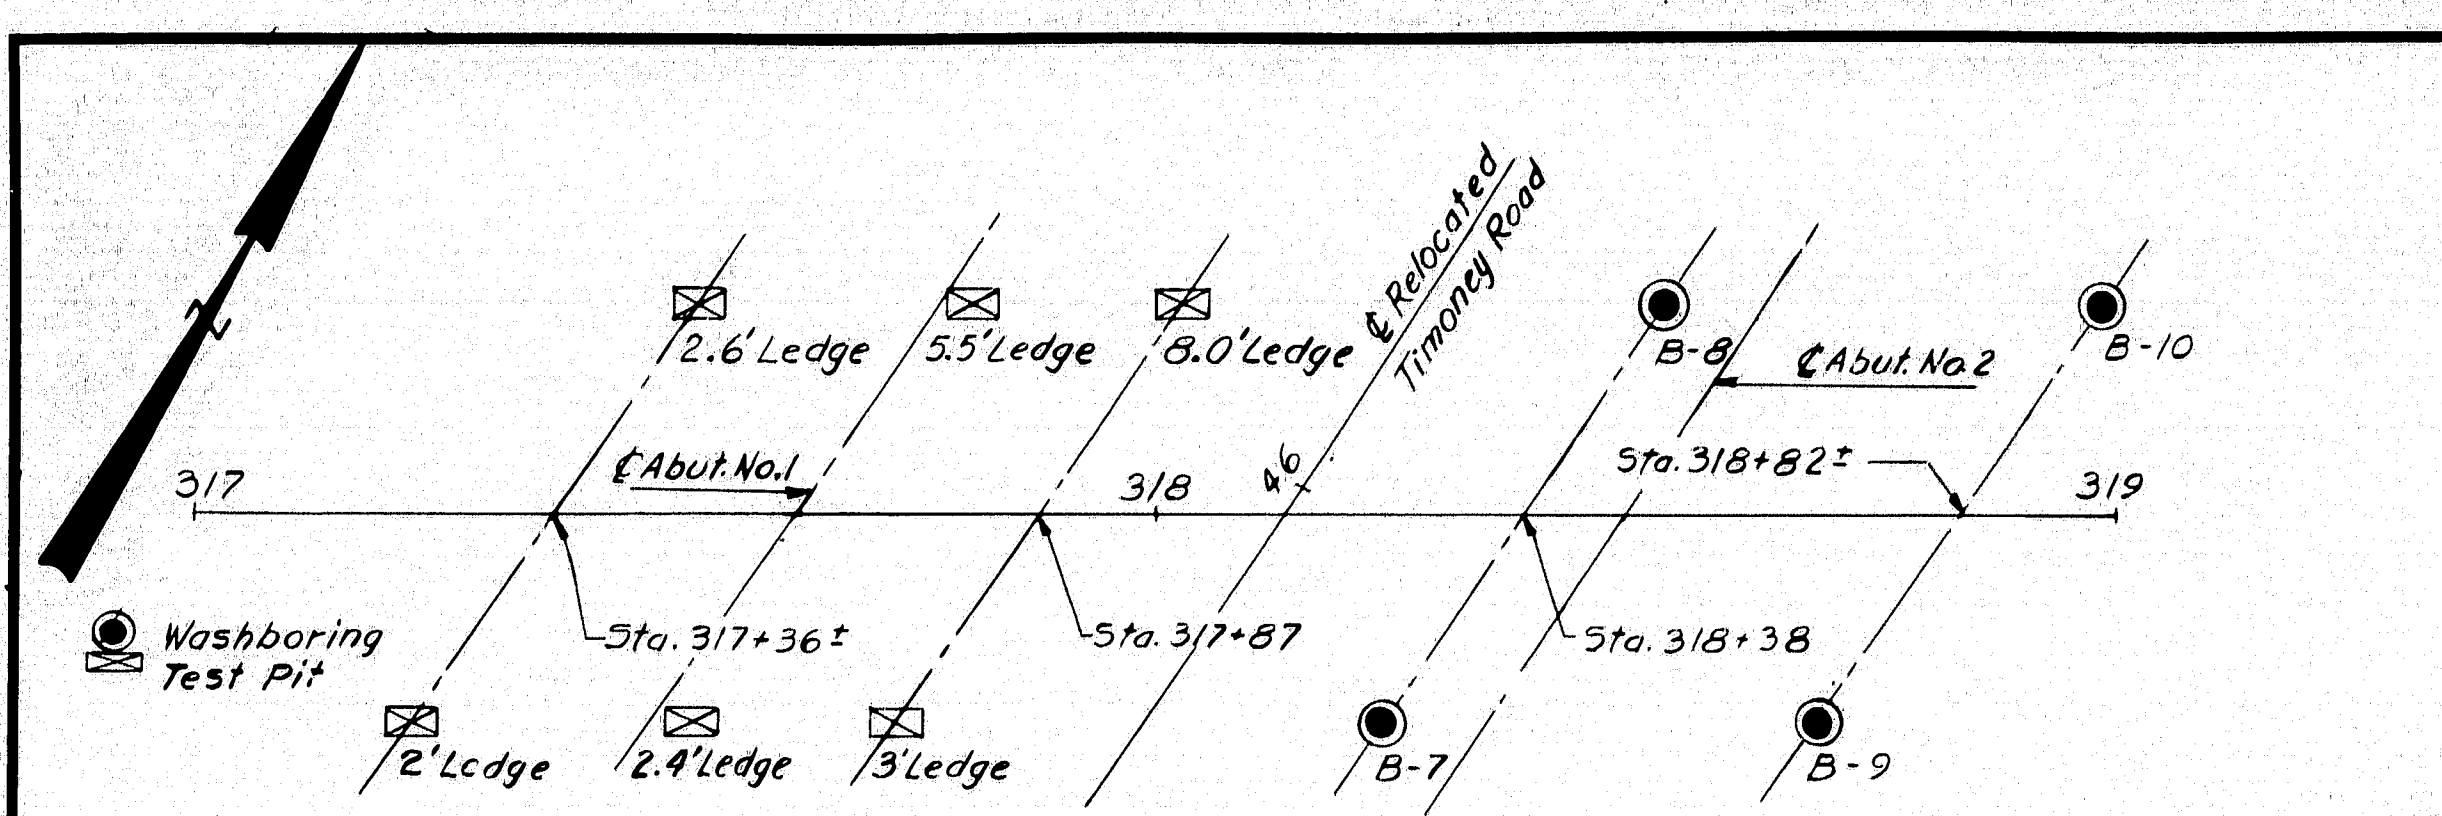 N
℄ Relocated
Timoney Road
2.6' Ledge
5.5' Ledge
8.0' Ledge
B-8
℄ Abut. No. 2
B-10
317
℄ Abut. No. 1
318
46
Sta. 318+82±
319
Washboring
Test Pit
Sta. 317+36±
Sta. 317+87
Sta. 318+38
2' Ledge
2.4' Ledge
3' Ledge
B-7
B-9